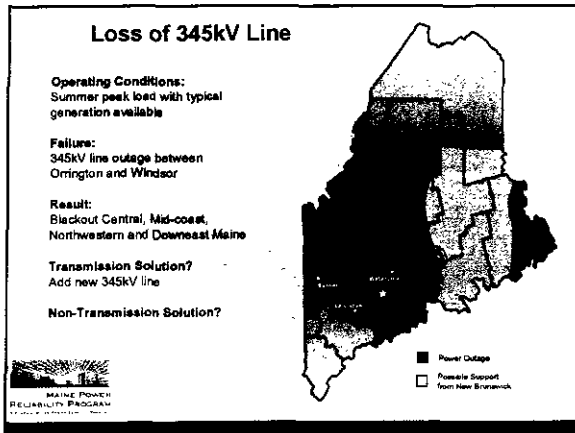 Loss of 345kV Line
Operating Conditions:
Summer peak load with typical
generation available
Failure:
345kV line outage between
Orrington and Windsor
Result:
Blackout Central, Mid-coast,
Northwestern and Downeast Maine
Transmission Solution?
Add new 345kV line
Non-Transmission Solution?
Power Outage
Possible Support
from New Brunswick
MAINE POWER
RELIABILITY PROGRAM